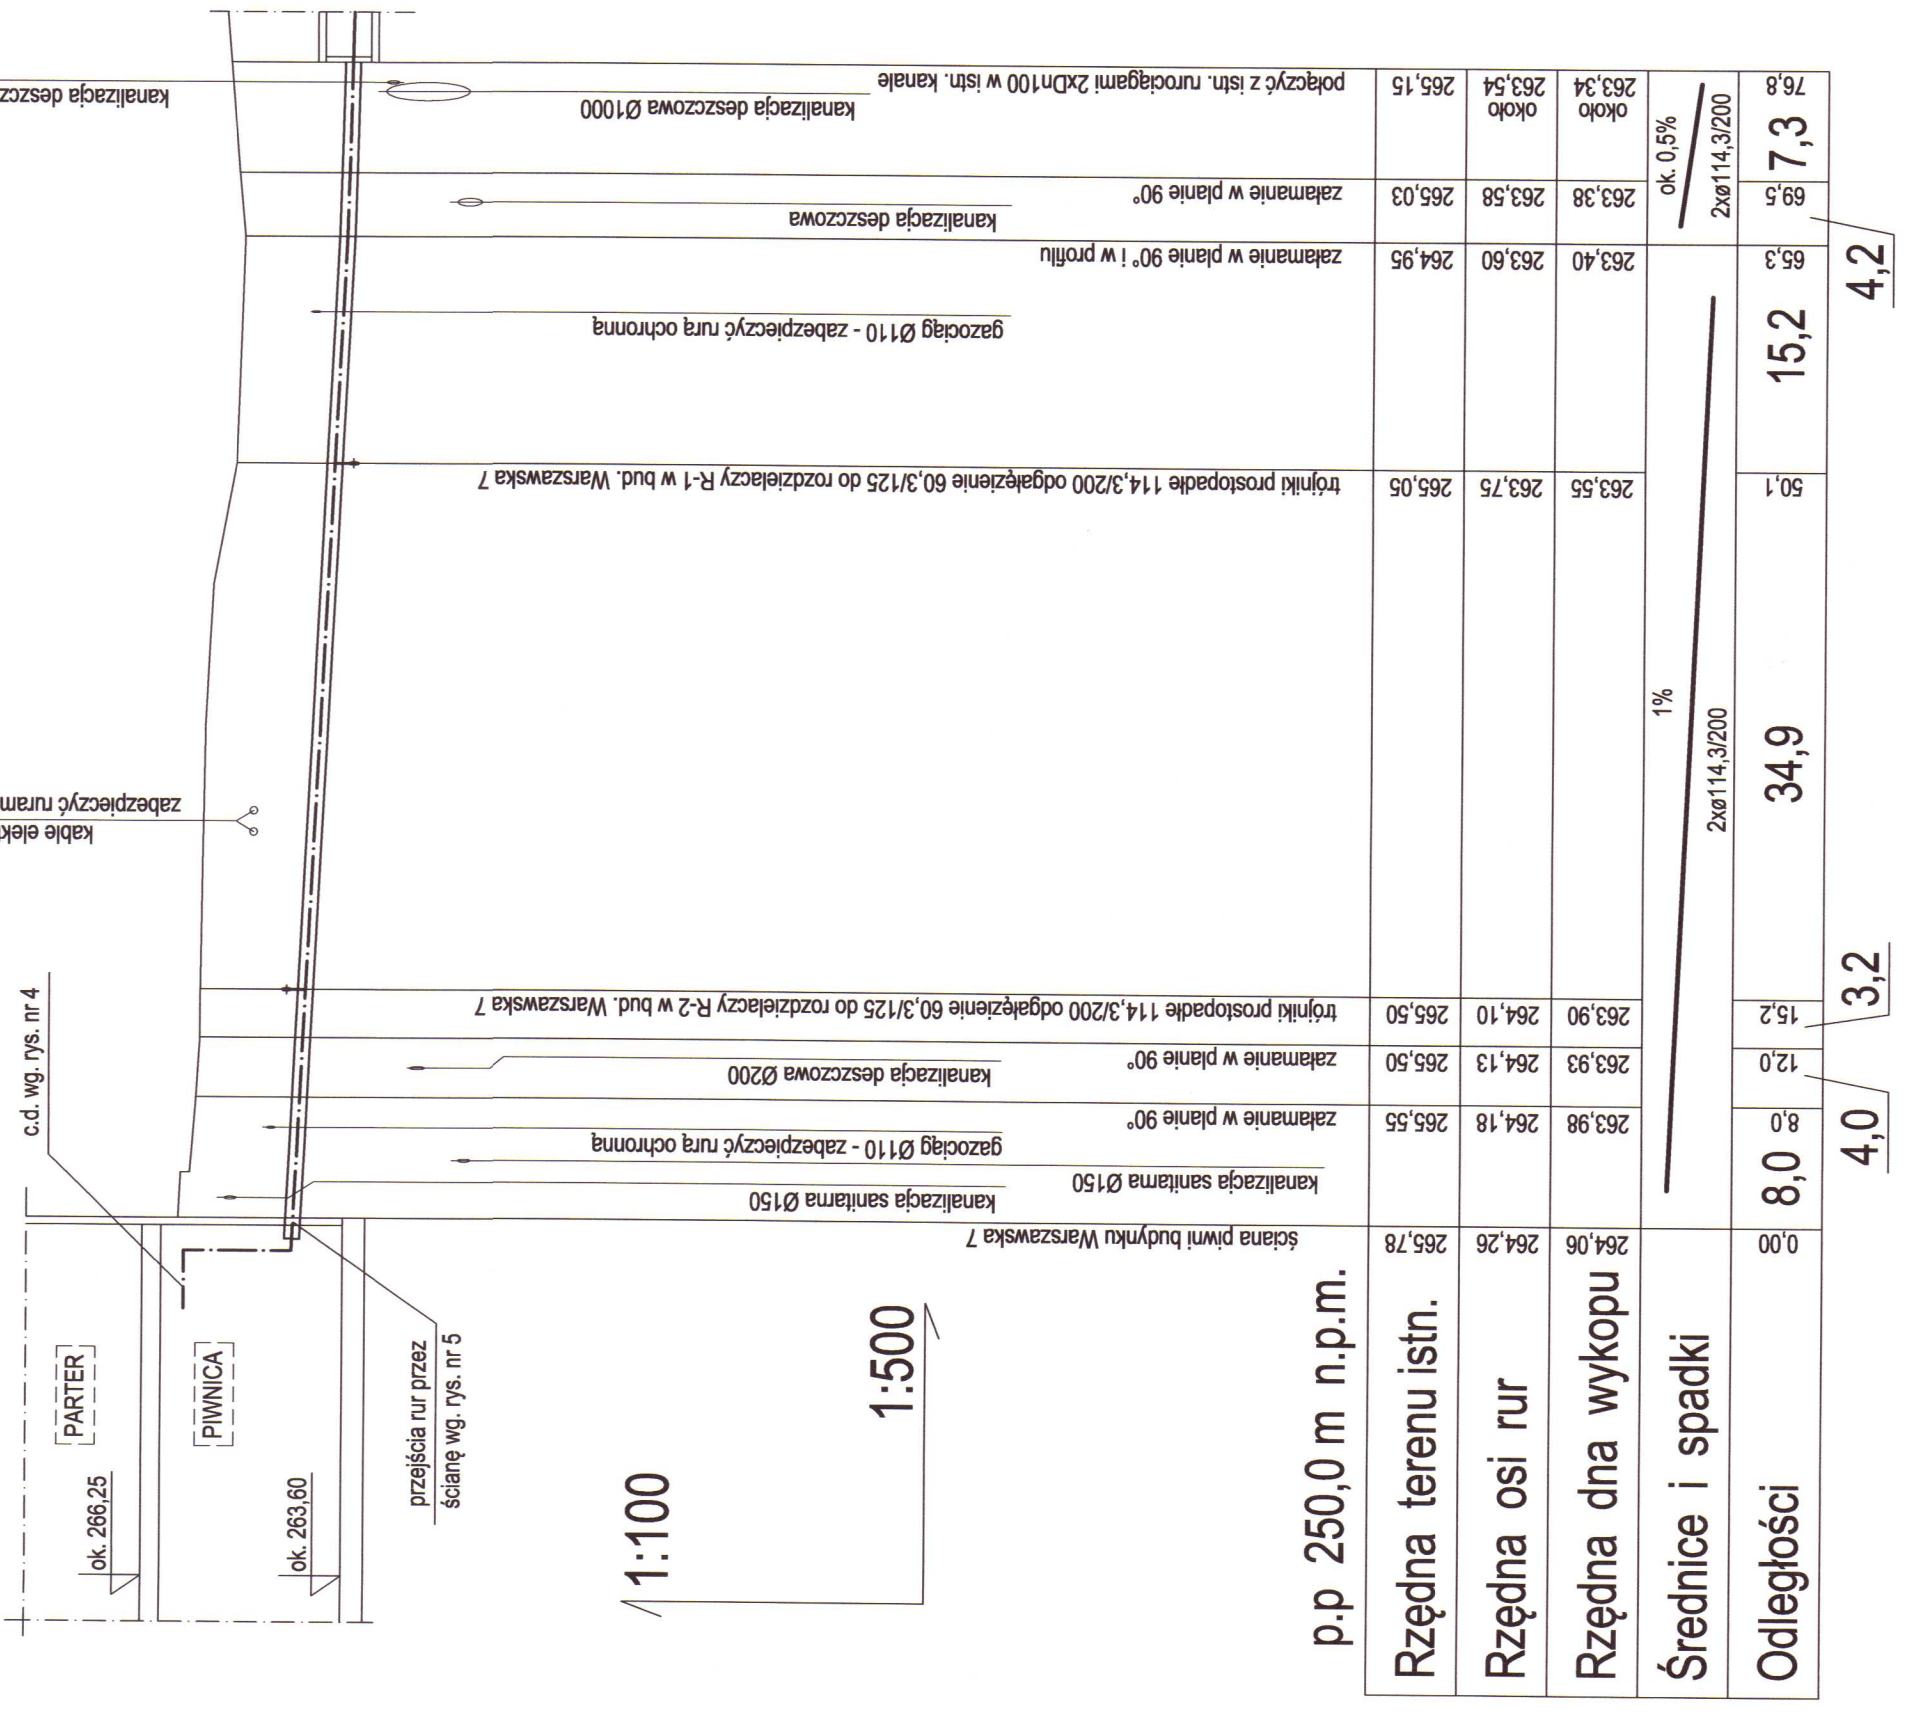 c.d. wg. rys. nr 4
PARTER
ok. 266,25
PIWNICA
ok. 263,60
przejścia rur przez
ścianę wg. rys. nr 5
1:100
1:500
kable
zabezpieczyć
kanalizacja
kanalizacja sanitarna Ø150
kanalizacja sanitarna Ø150
gazociąg Ø110 - zabezpieczyć rurą ochronną
kanalizacja deszczowa Ø200
gazociąg Ø110 - zabezpieczyć rurą ochronną
kanalizacja deszczowa
kanalizacja deszczowa Ø1000
ściana piwni budynku Warszawska 7
załamanie w planie 90°
załamanie w planie 90°
trójniki prostopadłe 114,3/200 odgałęzienie 60,3/125 do rozdzielaczy R-2 w bud. Warszawska 7
trójniki prostopadłe 114,3/200 odgałęzienie 60,3/125 do rozdzielaczy R-1 w bud. Warszawska 7
załamanie w planie 90° i w profilu
załamanie w planie 90°
połączyć z istn. rurociągami 2xDn100 w istn. kanale
p.p 250,0 m n.p.m.
Rzędna terenu istn.
265,78
265,55
265,50
265,50
265,05
264,95
265,03
265,15
Rzędna osi rur
264,26
264,18
264,13
264,10
263,75
263,60
263,58
około
263,54
Rzędna dna wykopu
264,06
263,98
263,93
263,90
263,55
263,40
263,38
około
263,34
Średnice i spadki
1%
2xø114,3/200
ok. 0,5%
2xø114,3/200
Odległości
0,00
8,0
8,0
12,0
15,2
34,9
50,1
15,2
65,3
69,5
7,3
76,8
4,0
3,2
4,2